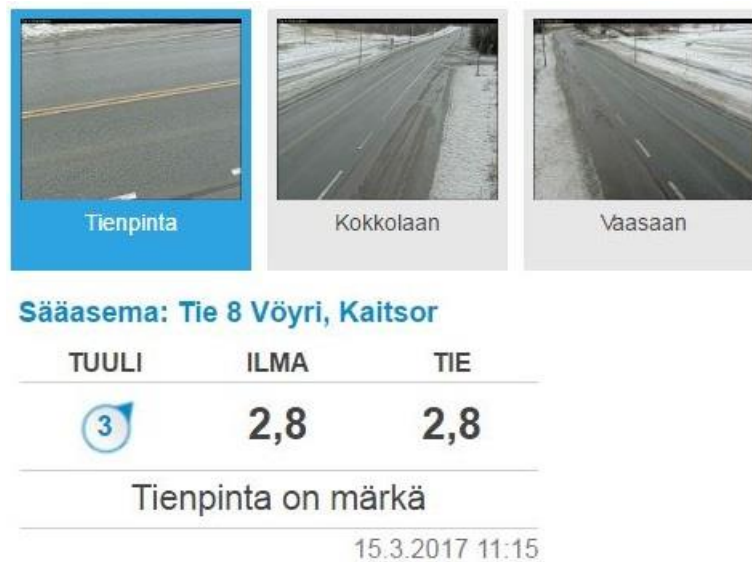 Tienpinta
Kokkolaan
Vaasaan
Sääasema: Tie 8 Vöyri, Kaitsor
TUULI ILMA TIE
3 2,8 2,8
Tienpinta on märkä
15.3.2017 11:15